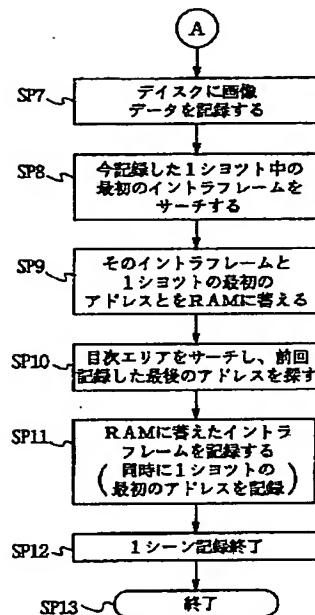 A
SP7
ディスクに画像
データを記録する
SP8
今記録した1ショツト中の
最初のイントラフレームを
サーチする
SP9
そのイントラフレームと
1ショツトの最初の
アドレスとをRAMに答える
SP10
目次エリアをサーチし、前回
記録した最後のアドレスを探す
SP11
RAMに答えたイントラ
フレームを記録する
(同時に1ショツトの
最初のアドレスを記録)
SP12
1シーン記録終了
SP13
終了